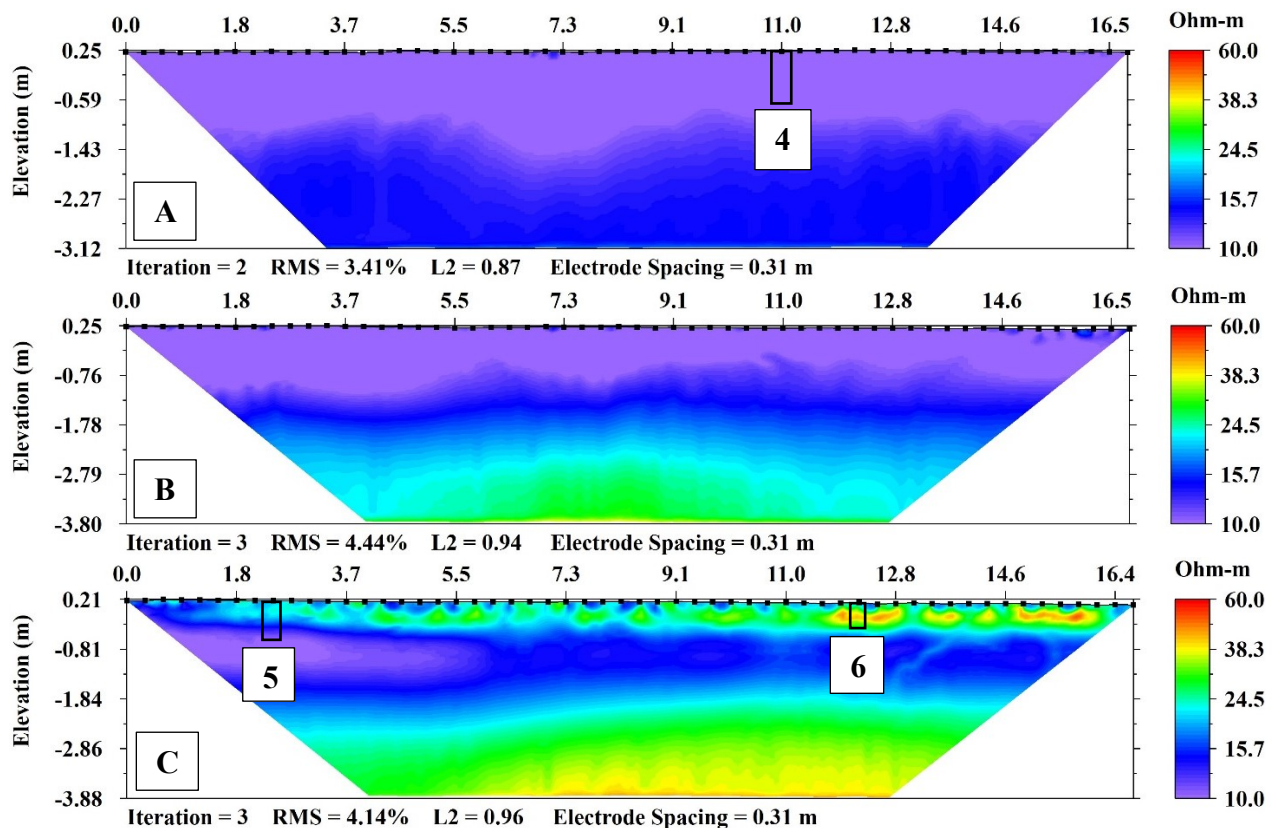 0.0 1.8 3.7 5.5 7.3 9.1 11.0 12.8 14.6 16.5
Ohm-m
Elevation (m)
0.25
-0.59
-1.43
-2.27
-3.12
4
A
60.0
38.3
24.5
15.7
10.0
Iteration = 2 RMS = 3.41% L2 = 0.87 Electrode Spacing = 0.31 m
0.0 1.8 3.7 5.5 7.3 9.1 11.0 12.8 14.6 16.5
Ohm-m
Elevation (m)
0.25
-0.76
-1.78
-2.79
-3.80
B
60.0
38.3
24.5
15.7
10.0
Iteration = 3 RMS = 4.44% L2 = 0.94 Electrode Spacing = 0.31 m
0.0 1.8 3.7 5.5 7.3 9.1 11.0 12.8 14.6 16.4
Ohm-m
Elevation (m)
0.21
-0.81
-1.84
-2.86
-3.88
5
6
C
60.0
38.3
24.5
15.7
10.0
Iteration = 3 RMS = 4.14% L2 = 0.96 Electrode Spacing = 0.31 m